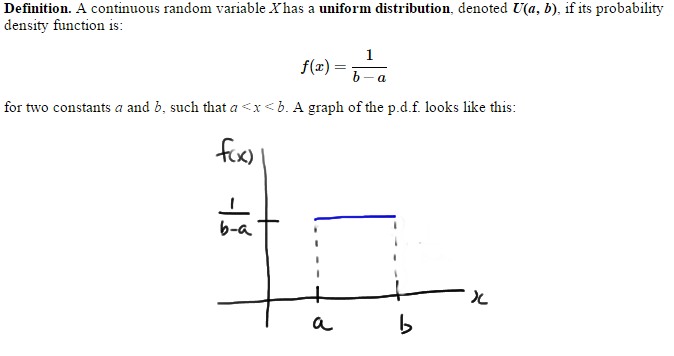 Definition. A continuous random variable X has a uniform distribution, denoted U(a, b), if its probability
density function is:
f(x) = 1/(b − a)
for two constants a and b, such that a < x < b. A graph of the p.d.f. looks like this:
f(x)
1/(b-a)
x
a b